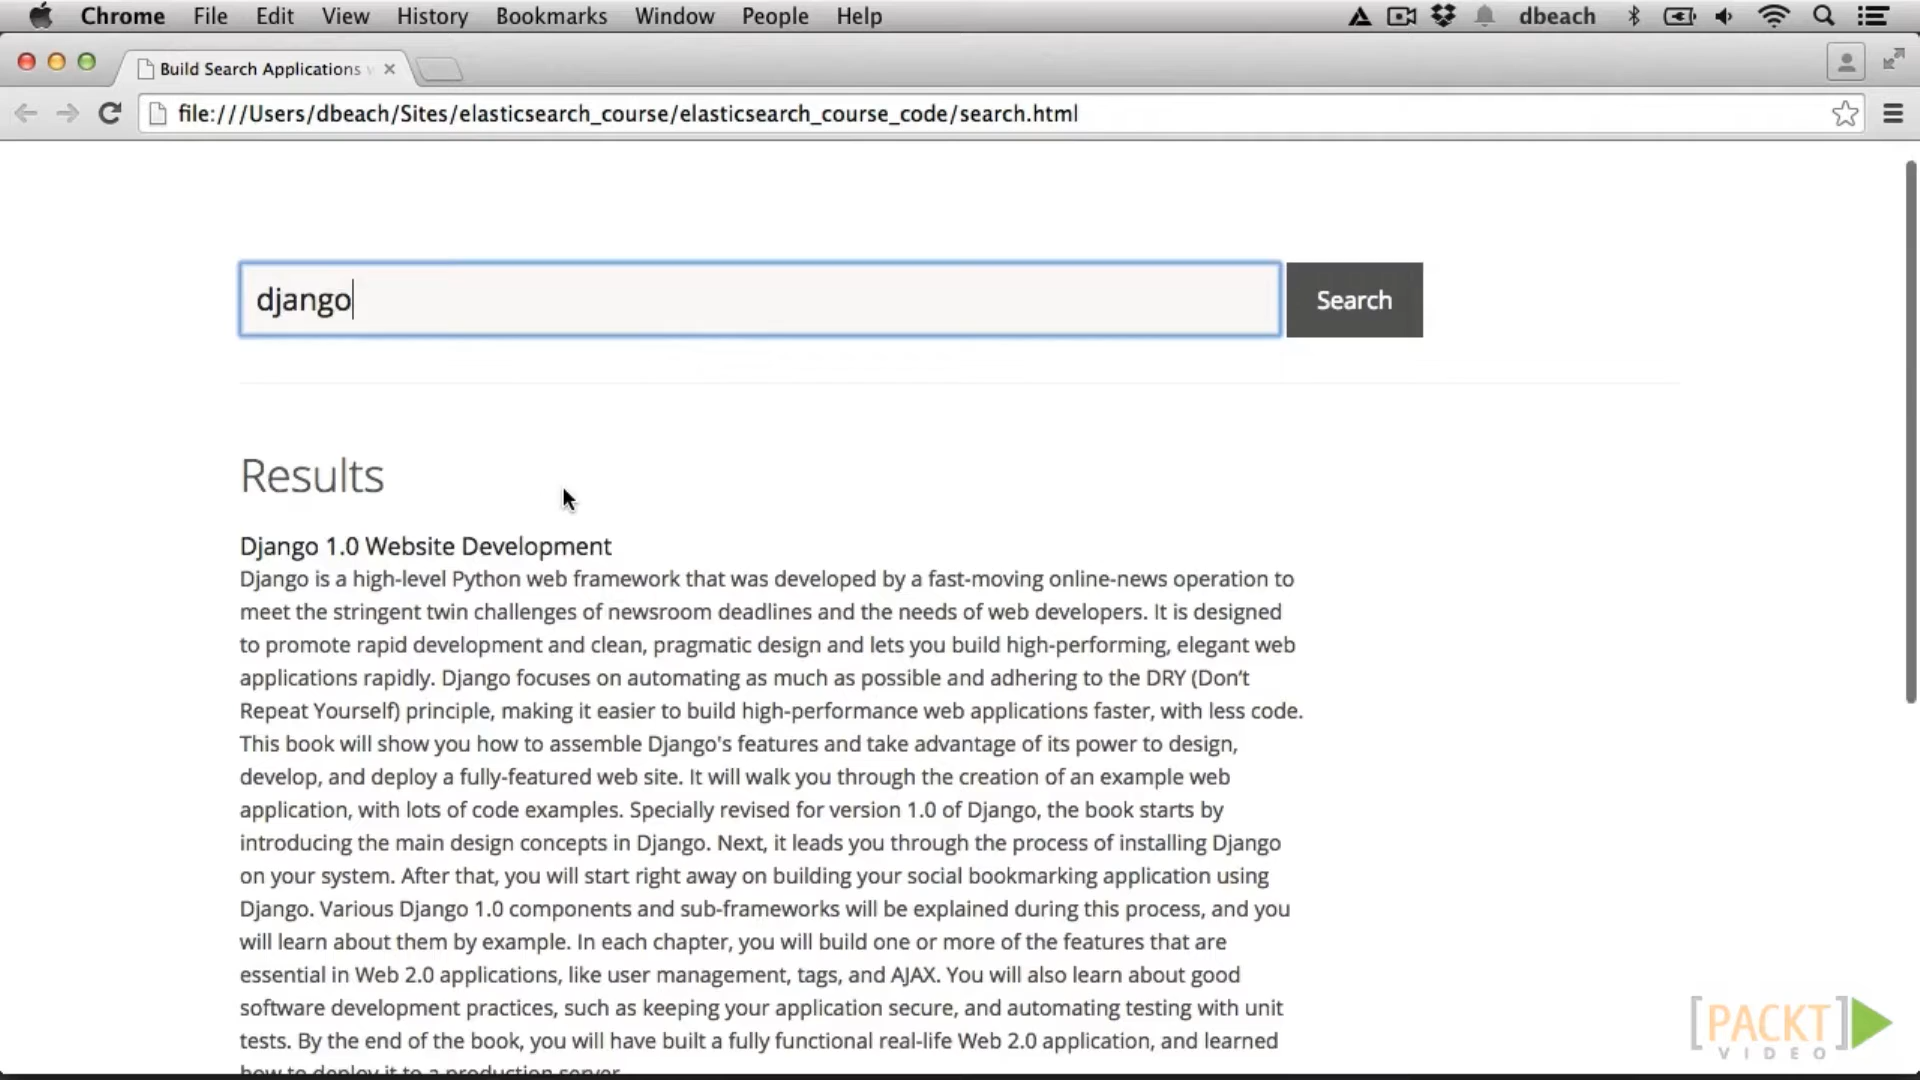 Chrome File Edit View History Bookmarks Window People Help dbeach
Build Search Applications
file:///Users/dbeach/Sites/elasticsearch_course/elasticsearch_course_code/search.html
django
Search
Results
Django 1.0 Website Development
Django is a high-level Python web framework that was developed by a fast-moving online-news operation to
meet the stringent twin challenges of newsroom deadlines and the needs of web developers. It is designed
to promote rapid development and clean, pragmatic design and lets you build high-performing, elegant web
applications rapidly. Django focuses on automating as much as possible and adhering to the DRY (Don’t
Repeat Yourself) principle, making it easier to build high-performance web applications faster, with less code.
This book will show you how to assemble Django's features and take advantage of its power to design,
develop, and deploy a fully-featured web site. It will walk you through the creation of an example web
application, with lots of code examples. Specially revised for version 1.0 of Django, the book starts by
introducing the main design concepts in Django. Next, it leads you through the process of installing Django
on your system. After that, you will start right away on building your social bookmarking application using
Django. Various Django 1.0 components and sub-frameworks will be explained during this process, and you
will learn about them by example. In each chapter, you will build one or more of the features that are
essential in Web 2.0 applications, like user management, tags, and AJAX. You will also learn about good
software development practices, such as keeping your application secure, and automating testing with unit
tests. By the end of the book, you will have built a fully functional real-life Web 2.0 application, and learned
how to deploy it to a production server.
[PACKT]
VIDEO